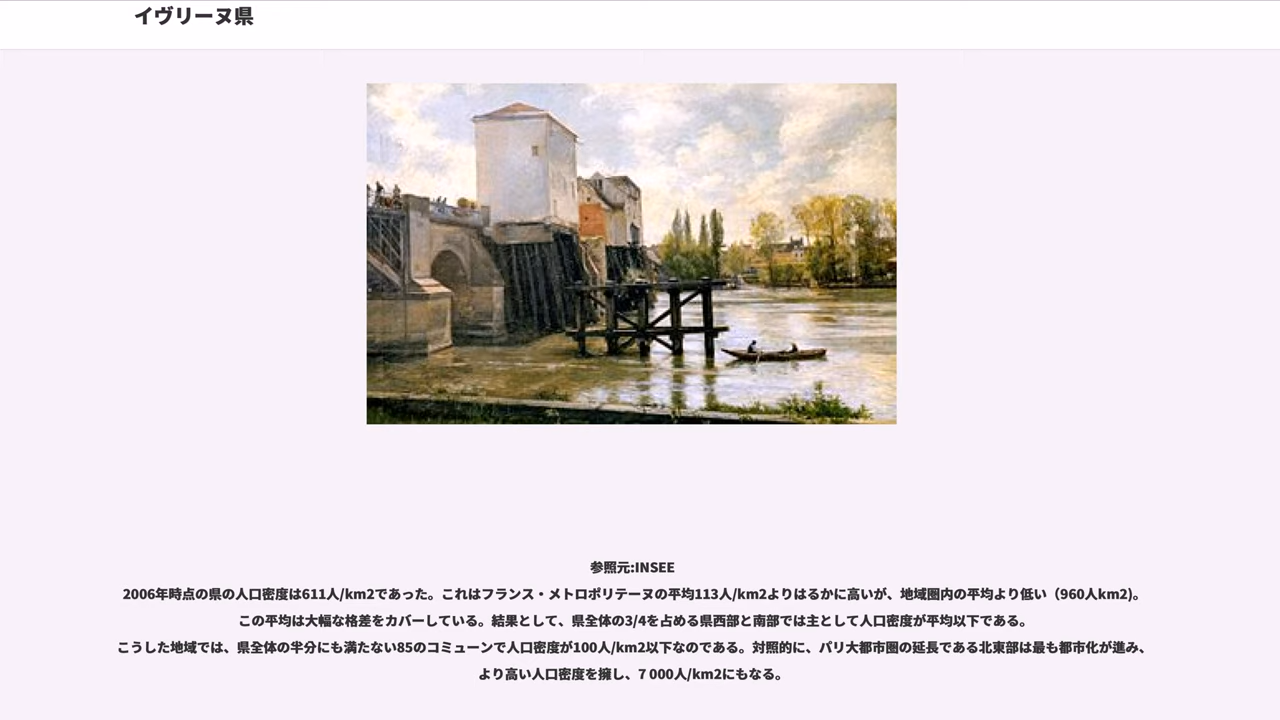 イヴリーヌ県
参照元:INSEE
2006年時点の県の人口密度は611人/km2であった。これはフランス・メトロポリテーヌの平均113人/km2よりはるかに高いが、地域圏内の平均より低い（960人km2)。
この平均は大幅な格差をカバーしている。結果として、県全体の3/4を占める県西部と南部では主として人口密度が平均以下である。
こうした地域では、県全体の半分にも満たない85のコミューンで人口密度が100人/km2以下なのである。対照的に、パリ大都市圏の延長である北東部は最も都市化が進み、
より高い人口密度を擁し、7 000人/km2にもなる。